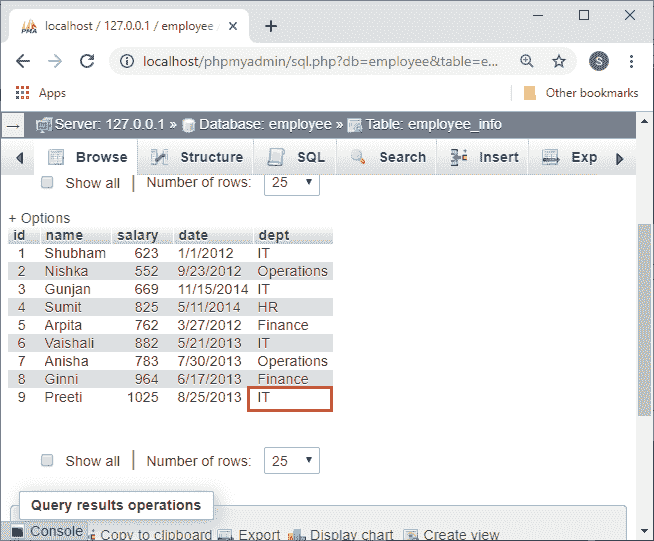 localhost / 127.0.0.1 / employee /
localhost/phpmyadmin/sql.php?db=employee&table=e...
S
Apps
Other bookmarks
Server: 127.0.0.1 » Database: employee » Table: employee_info
Browse Structure SQL Search Insert Exp
Show all Number of rows: 25
+ Options
id name salary date dept
1 Shubham 623 1/1/2012 IT
2 Nishka 552 9/23/2012 Operations
3 Gunjan 669 11/15/2014 IT
4 Sumit 825 5/11/2014 HR
5 Arpita 762 3/27/2012 Finance
6 Vaishali 882 5/21/2013 IT
7 Anisha 783 7/30/2013 Operations
8 Ginni 964 6/17/2013 Finance
9 Preeti 1025 8/25/2013 IT
Show all Number of rows: 25
Query results operations
Console Copy to clipboard Export Display chart Create view